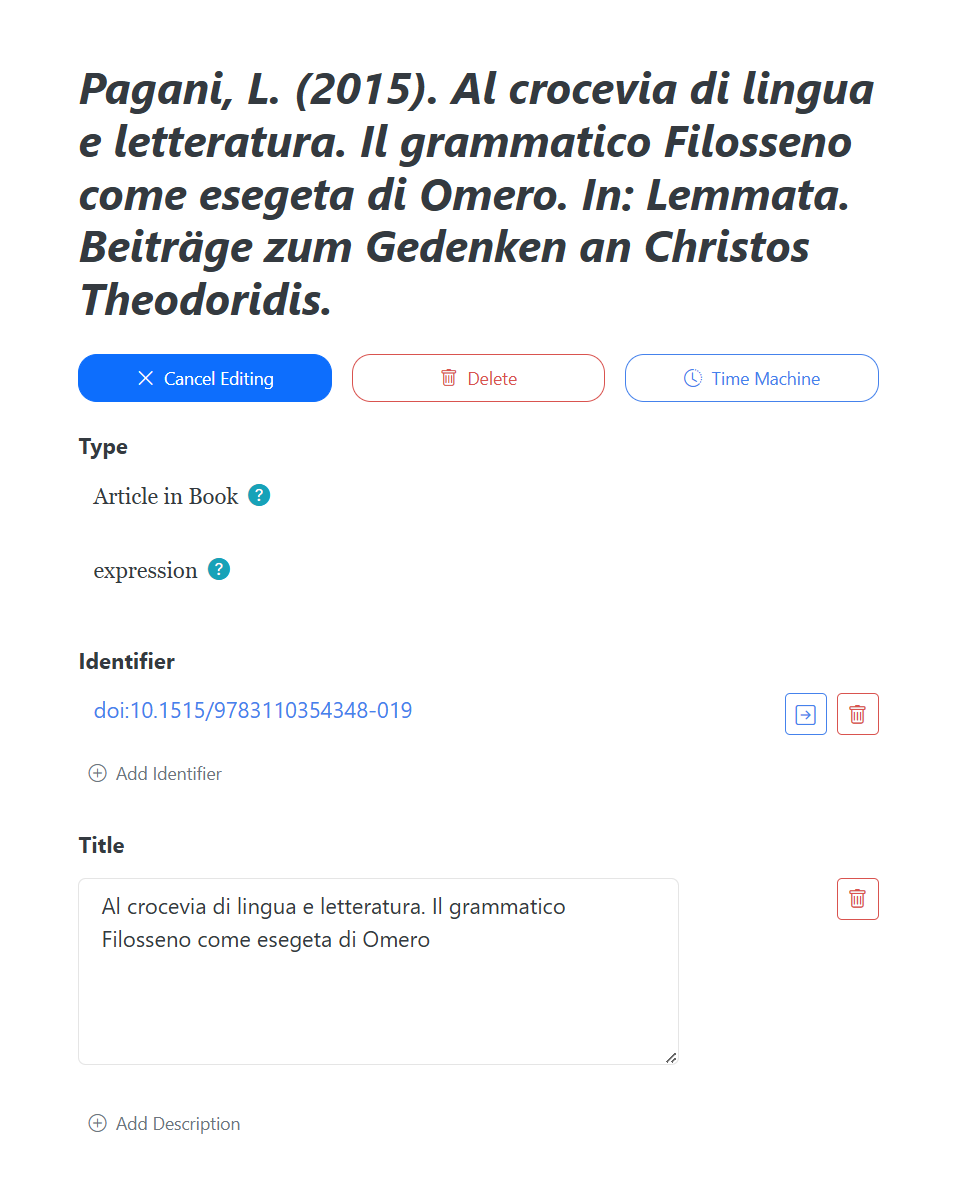 Pagani, L. (2015). Al crocevia di lingua
e letteratura. Il grammatico Filosseno
come esegeta di Omero. In: Lemmata.
Beiträge zum Gedenken an Christos
Theodoridis.
Cancel Editing
Delete
Time Machine
Type
Article in Book ?
expression ?
Identifier
doi:10.1515/9783110354348-019
Add Identifier
Title
Al crocevia di lingua e letteratura. Il grammatico
Filosseno come esegeta di Omero
Add Description